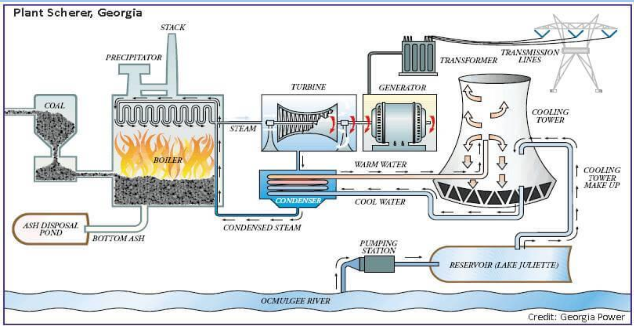 Plant Scherer, Georgia
STACK
PRECIPITATOR
TRANSFORMER
TRANSMISSION
LINES
COAL
TURBINE
GENERATOR
COOLING
TOWER
STEAM
BOILER
WARM WATER
COOLING
TOWER
MAKE UP
CONDENSER
COOL WATER
ASH DISPOSAL
POND
BOTTOM ASH
CONDENSED STEAM
PUMPING
STATION
RESERVOIR (LAKE JULIETTE)
OCMULGEE RIVER
Credit: Georgia Power